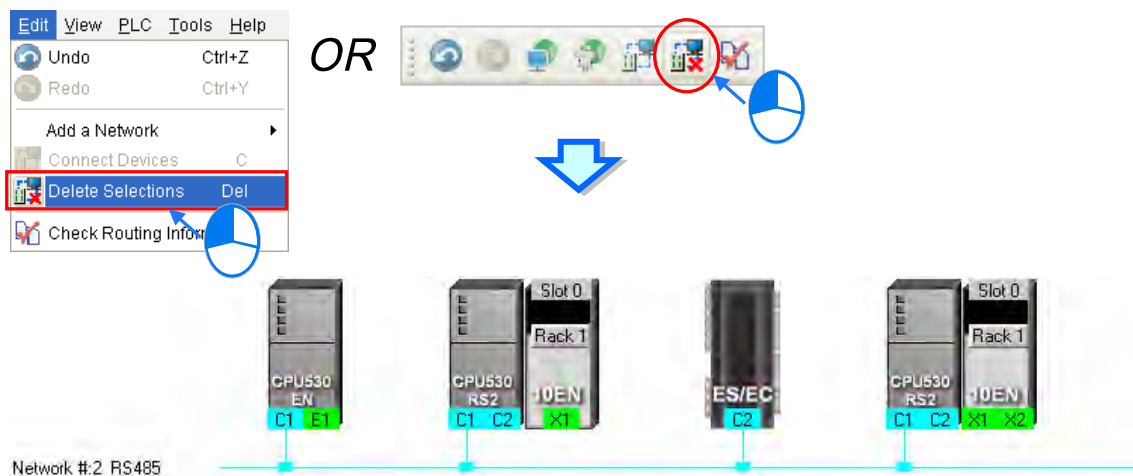 Edit View PLC Tools Help
Undo Ctrl+Z
Redo Ctrl+Y
Add a Network
Connect Devices C
Delete Selections Del
Check Routing
OR
Slot 0
Rack 1
CPU530
EN
C1 E1
CPU530
RS2
10EN
C1 C2 X1
ES/EC
C2
Slot 0
Rack 1
CPU530
RS2
10EN
C1 C2 X1 X2
Network #:2 RS485